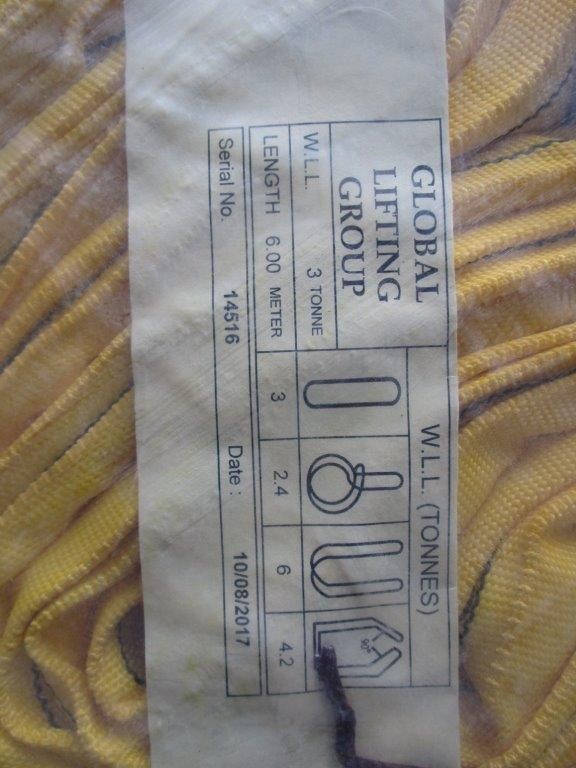 GLOBAL
LIFTING
GROUP
W.L.L. 3 TONNE
LENGTH 6.00 METER
W.L.L. (TONNES)
90°
3 2.4 6 4.2
Serial No. 14516 Date : 10/08/2017